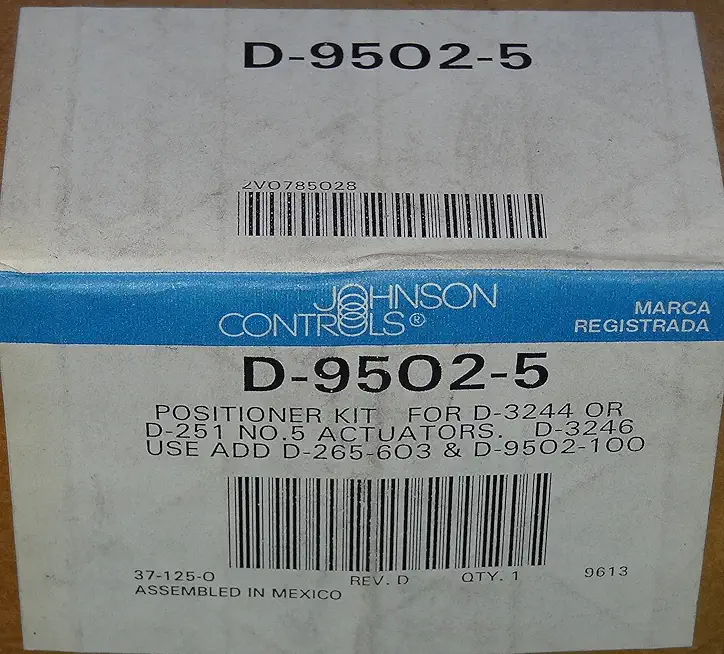 D-9502-5
2V0785028
JOHNSON
CONTROLS®
MARCA
REGISTRADA
D-9502-5
POSITIONER KIT FOR D-3244 OR
D-251 NO.5 ACTUATORS. D-3246
USE ADD D-265-603 & D-9502-100
37-125-0 REV. D QTY. 1 9613
ASSEMBLED IN MEXICO